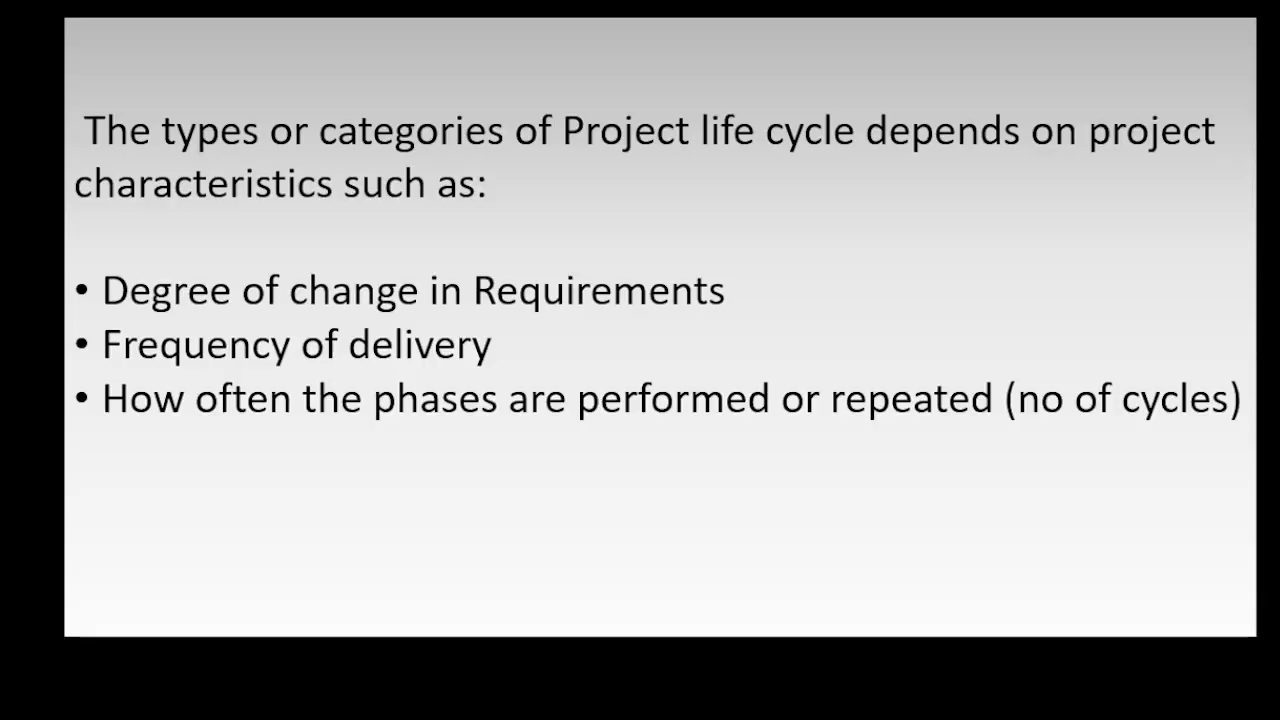 The types or categories of Project life cycle depends on project
characteristics such as:
• Degree of change in Requirements
• Frequency of delivery
• How often the phases are performed or repeated (no of cycles)